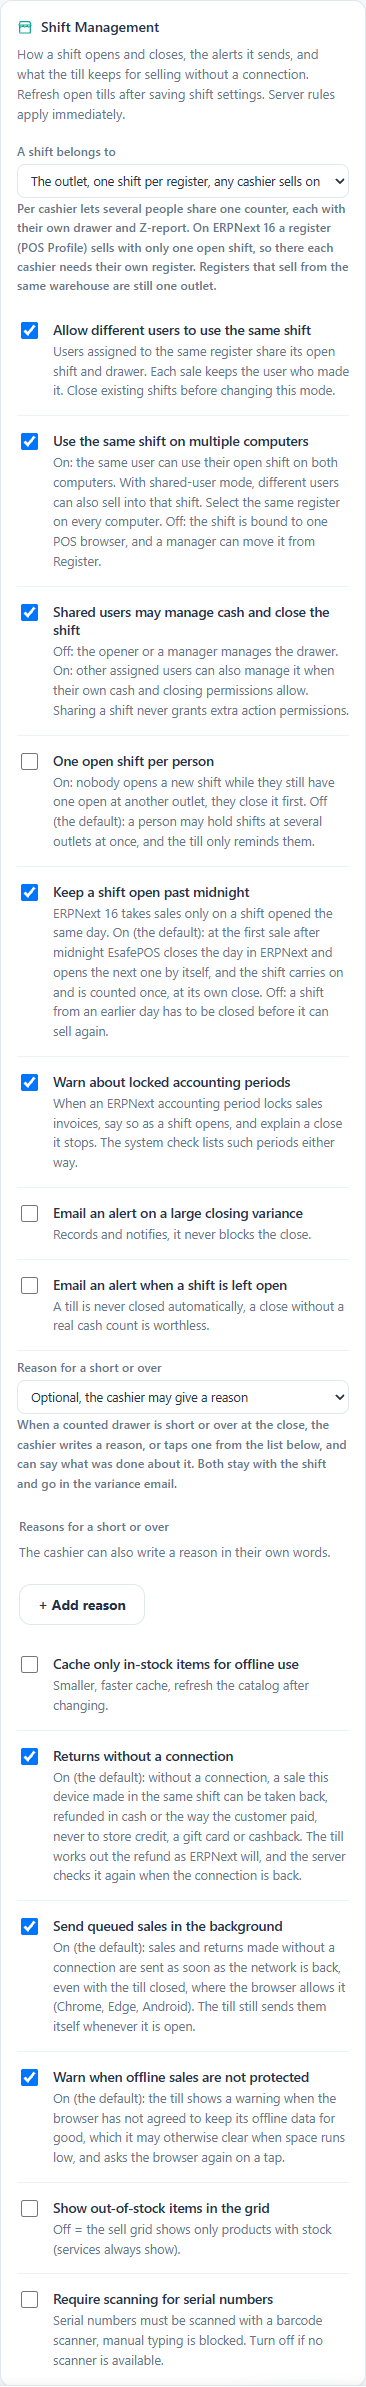 Shift Management
How a shift opens and closes, the alerts it sends, and
what the till keeps for selling without a connection.
Refresh open tills after saving shift settings. Server rules
apply immediately.
A shift belongs to
The outlet, one shift per register, any cashier sells on
Per cashier lets several people share one counter, each with
their own drawer and Z-report. On ERPNext 16 a register
(POS Profile) sells with only one open shift, so there each
cashier needs their own register. Registers that sell from the
same warehouse are still one outlet.
Allow different users to use the same shift
Users assigned to the same register share its open
shift and drawer. Each sale keeps the user who made
it. Close existing shifts before changing this mode.
Use the same shift on multiple computers
On: the same user can use their open shift on both
computers. With shared-user mode, different users
can also sell into that shift. Select the same register
on every computer. Off: the shift is bound to one
POS browser, and a manager can move it from
Register.
Shared users may manage cash and close the
shift
Off: the opener or a manager manages the drawer.
On: other assigned users can also manage it when
their own cash and closing permissions allow.
Sharing a shift never grants extra action permissions.
One open shift per person
On: nobody opens a new shift while they still have
one open at another outlet, they close it first. Off
(the default): a person may hold shifts at several
outlets at once, and the till only reminds them.
Keep a shift open past midnight
ERPNext 16 takes sales only on a shift opened the
same day. On (the default): at the first sale after
midnight EsafePOS closes the day in ERPNext and
opens the next one by itself, and the shift carries on
and is counted once, at its own close. Off: a shift
from an earlier day has to be closed before it can
sell again.
Warn about locked accounting periods
When an ERPNext accounting period locks sales
invoices, say so as a shift opens, and explain a close
it stops. The system check lists such periods either
way.
Email an alert on a large closing variance
Records and notifies, it never blocks the close.
Email an alert when a shift is left open
A till is never closed automatically, a close without a
real cash count is worthless.
Reason for a short or over
Optional, the cashier may give a reason
When a counted drawer is short or over at the close, the
cashier writes a reason, or taps one from the list below, and
can say what was done about it. Both stay with the shift
and go in the variance email.
Reasons for a short or over
The cashier can also write a reason in their own words.
+ Add reason
Cache only in-stock items for offline use
Smaller, faster cache, refresh the catalog after
changing.
Returns without a connection
On (the default): without a connection, a sale this
device made in the same shift can be taken back,
refunded in cash or the way the customer paid,
never to store credit, a gift card or cashback. The till
works out the refund as ERPNext will, and the server
checks it again when the connection is back.
Send queued sales in the background
On (the default): sales and returns made without a
connection are sent as soon as the network is back,
even with the till closed, where the browser allows it
(Chrome, Edge, Android). The till still sends them
itself whenever it is open.
Warn when offline sales are not protected
On (the default): the till shows a warning when the
browser has not agreed to keep its offline data for
good, which it may otherwise clear when space runs
low, and asks the browser again on a tap.
Show out-of-stock items in the grid
Off = the sell grid shows only products with stock
(services always show).
Require scanning for serial numbers
Serial numbers must be scanned with a barcode
scanner, manual typing is blocked. Turn off if no
scanner is available.